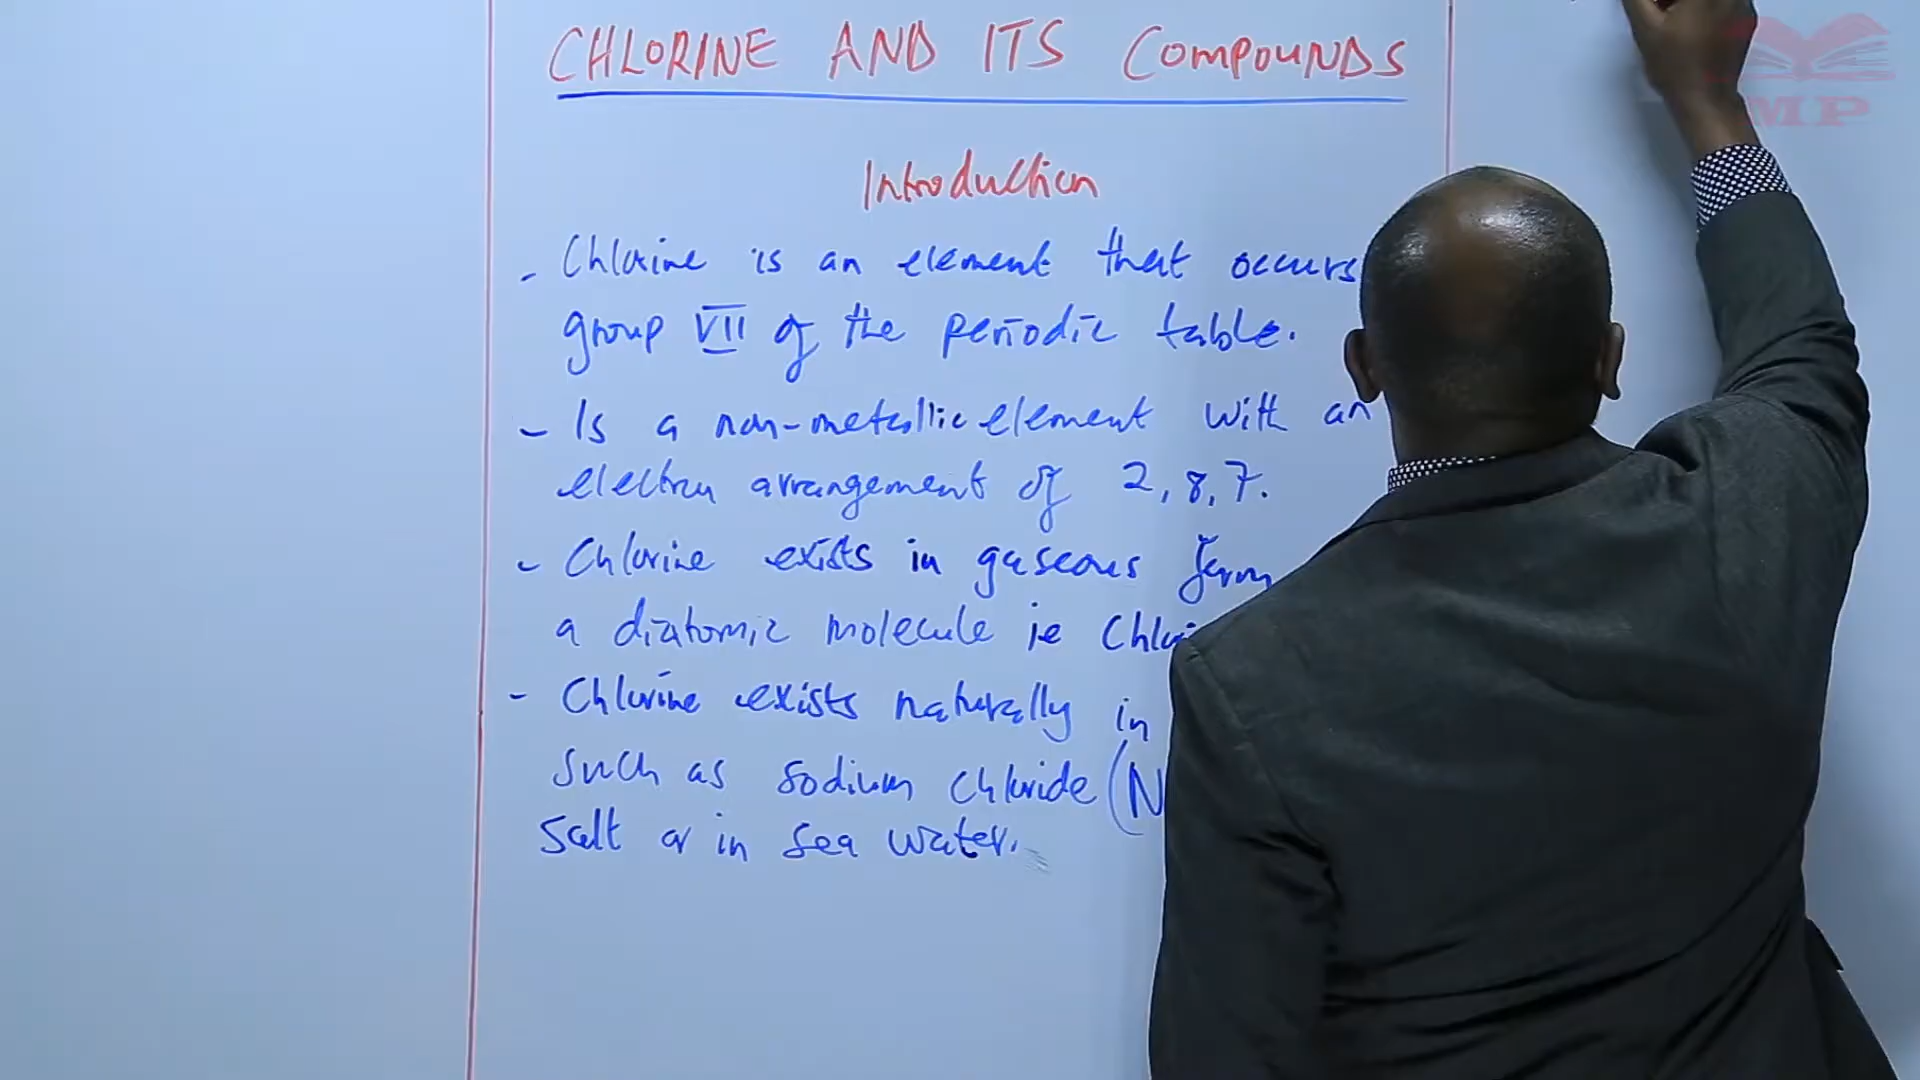 CHLORINE AND ITS COMPOUNDS
Introduction
- Chlorine is an element that occurs
group VII of the periodic table.
- Is a non-metallic element with an
electron arrangement of 2, 8, 7.
- Chlorine exists in gaseous form
a diatomic molecule ie
- Chlorine exists naturally in
such as sodium chloride (N
salt or in sea water.
MP